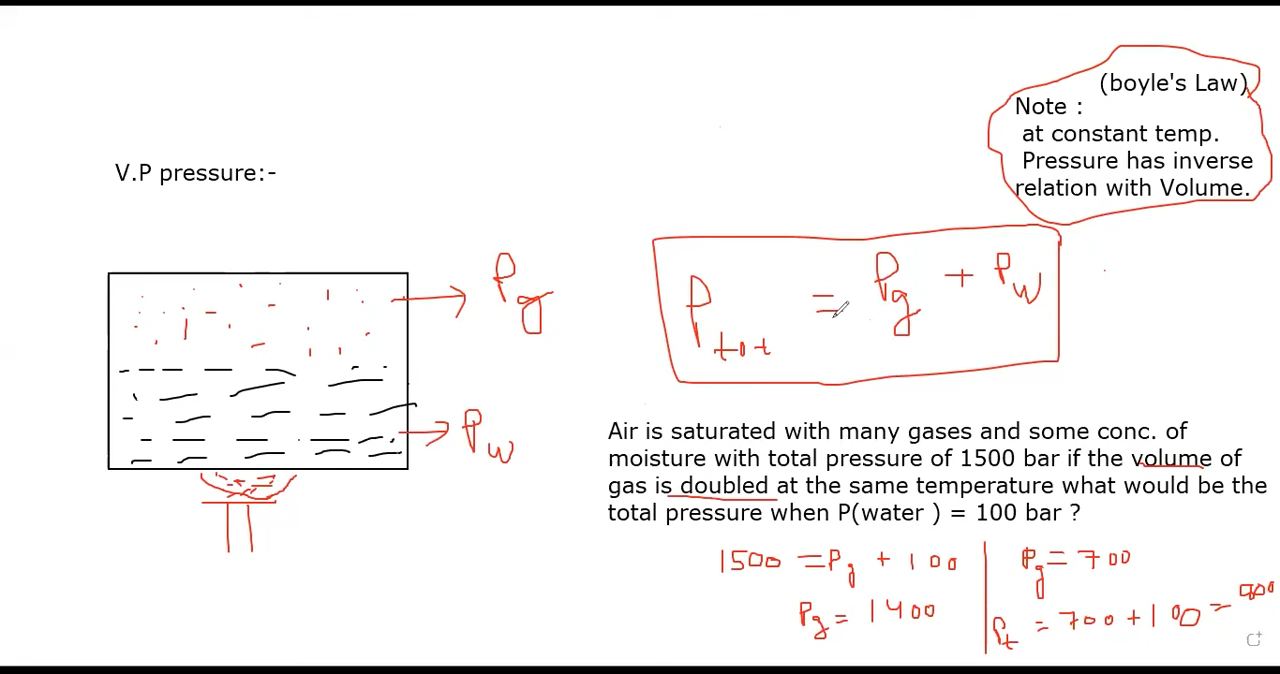 (boyle's Law)
Note :
at constant temp.
Pressure has inverse
relation with Volume.
V.P pressure:-
Pg
Pw
Ptot = Pg + Pw
Air is saturated with many gases and some conc. of
moisture with total pressure of 1500 bar if the volume of
gas is doubled at the same temperature what would be the
total pressure when P(water ) = 100 bar ?
1500 = Pg + 100
Pg = 1400
Pg = 700
Pt = 700 + 100 = 800